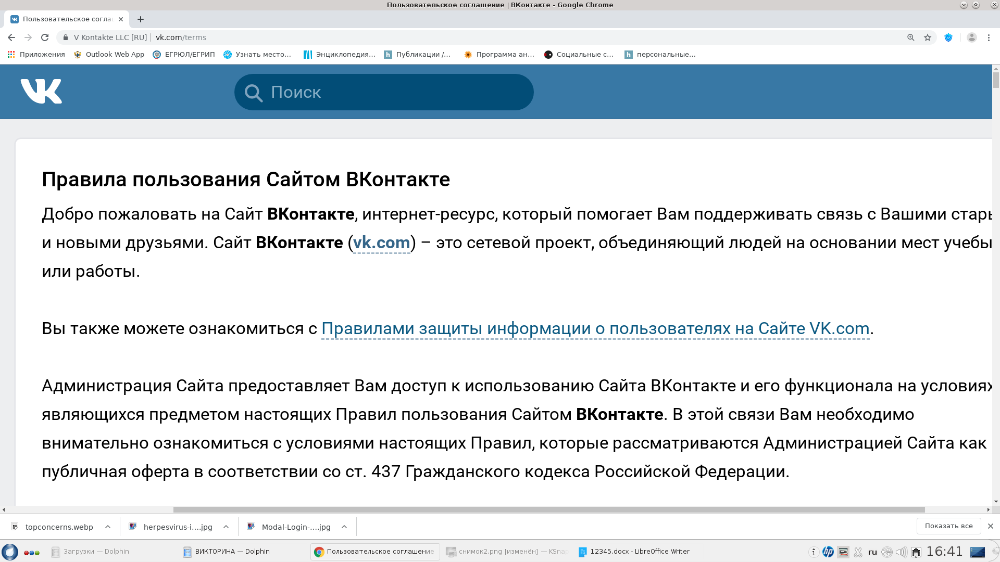 Пользовательское соглашение | ВКонтакте - Google Chrome
Пользовательское согла
V Kontakte LLC [RU] | vk.com/terms
Приложения Outlook Web App ЕГРЮЛ/ЕГРИП Узнать место... Энциклопедия... Публикации /... Программа ан... Социальные с... персональные...
Поиск
Правила пользования Сайтом ВКонтакте
Добро пожаловать на Сайт ВКонтакте, интернет-ресурс, который помогает Вам поддерживать связь с Вашими стары
и новыми друзьями. Сайт ВКонтакте (vk.com) – это сетевой проект, объединяющий людей на основании мест учебы
или работы.
Вы также можете ознакомиться с Правилами защиты информации о пользователях на Сайте VK.com.
Администрация Сайта предоставляет Вам доступ к использованию Сайта ВКонтакте и его функционала на условиях
являющихся предметом настоящих Правил пользования Сайтом ВКонтакте. В этой связи Вам необходимо
внимательно ознакомиться с условиями настоящих Правил, которые рассматриваются Администрацией Сайта как
публичная оферта в соответствии со ст. 437 Гражданского кодекса Российской Федерации.
topconcerns.webp herpesvirus-i....jpg Modal-Login-....jpg Показать все
Загрузки — Dolphin ВИКТОРИНА — Dolphin Пользовательское соглашение снимок2.png [изменён] — KSnap 12345.docx - LibreOffice Writer hp ru 16:41